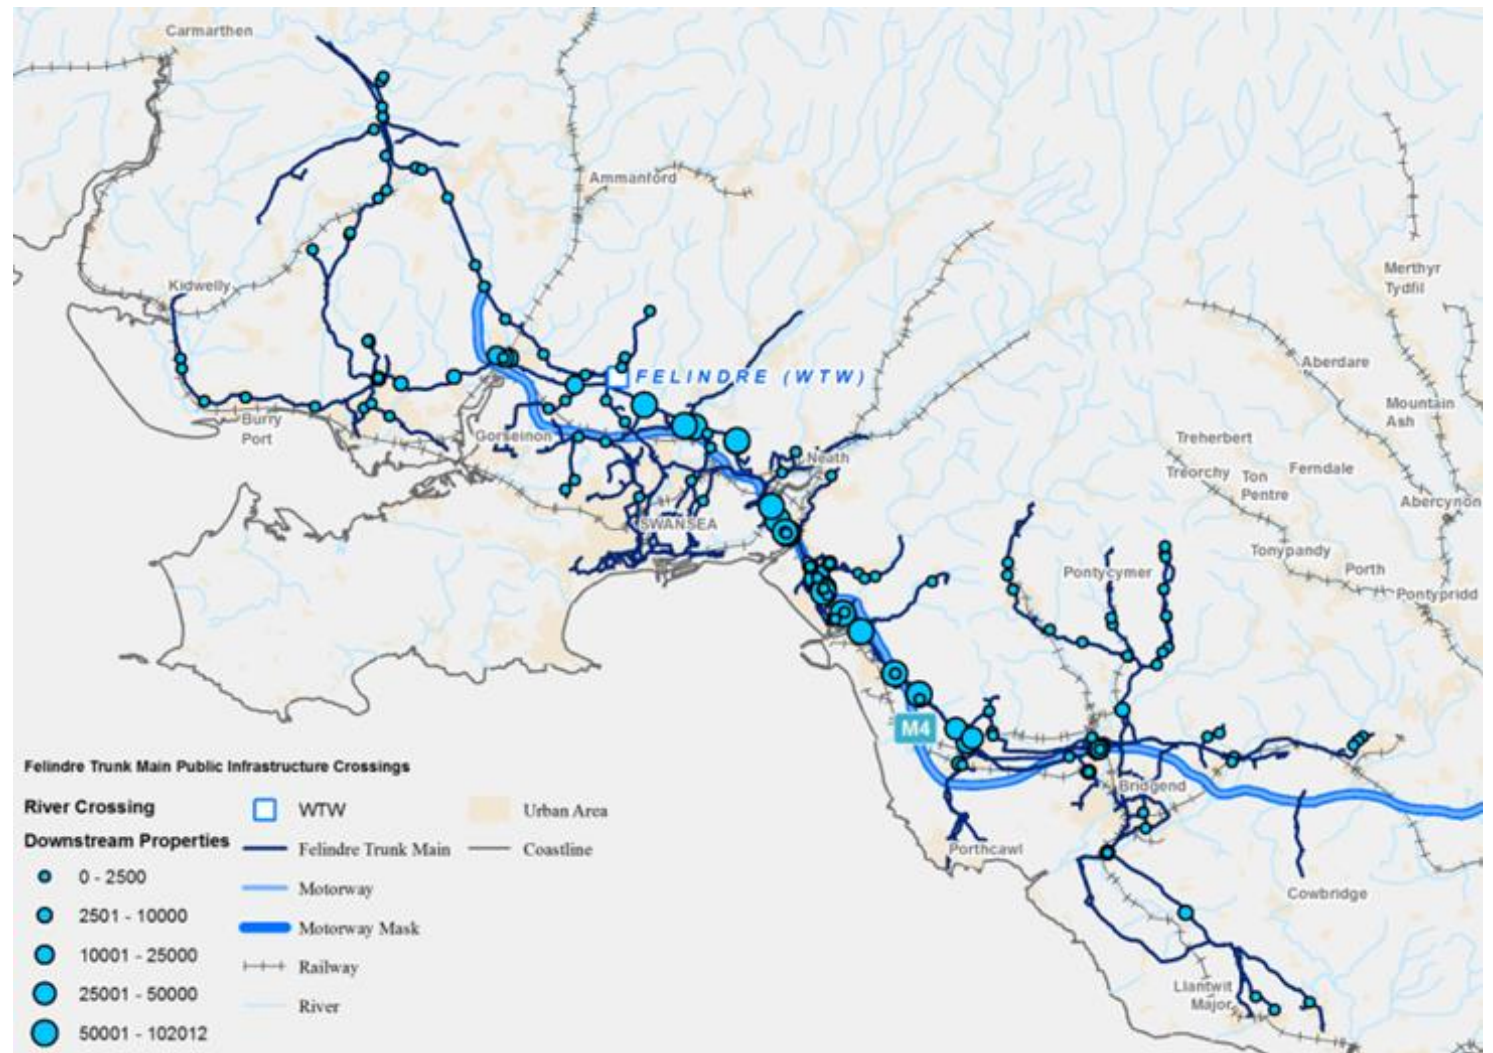 Carmarthen
Ammanford
Merthyr
Tydfil
Kidwelly
Aberdare
FELINDRE (WTW)
Mountain
Ash
Burry
Port
Gorseinon
Treherbert
Neath
Treorchy
Ton
Pentre
Ferndale
Abercynon
SWANSEA
Tonypandy
Pontycymer
Porth
Pontypridd
M4
Bridgend
Porthcawl
Cowbridge
Llantwit
Major
Felindre Trunk Main Public Infrastructure Crossings
River Crossing
Downstream Properties
0 - 2500
2501 - 10000
10001 - 25000
25001 - 50000
50001 - 102012
WTW
Felindre Trunk Main
Motorway
Motorway Mask
Railway
River
Urban Area
Coastline